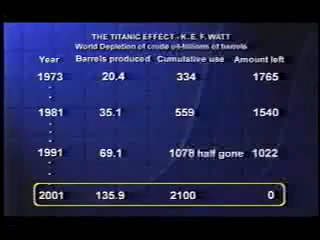 THE TITANIC EFFECT - K.E.F. WATT
World Depletion of crude oil-billions of barrels
Year Barrels produced Cumulative use Amount left
1973 20.4 334 1765
1981 35.1 559 1540
1991 69.1 1078 half gone 1022
2001 135.9 2100 0